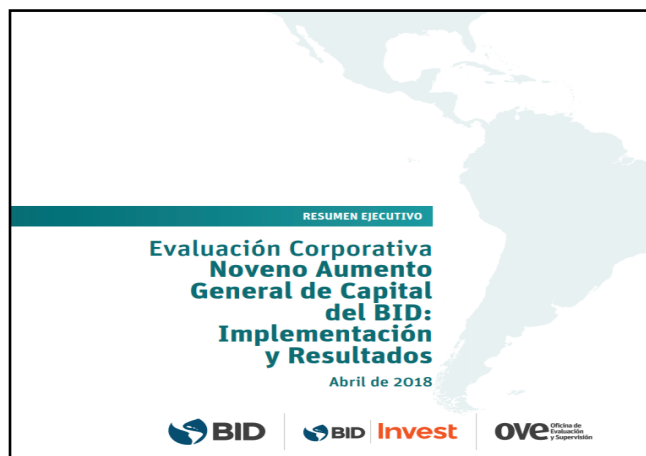 RESUMEN EJECUTIVO
Evaluación Corporativa
Noveno Aumento
General de Capital
del BID:
Implementación
y Resultados
Abril de 2018
BID
BID Invest
OVE Oficina de
Evaluación
y Supervisión